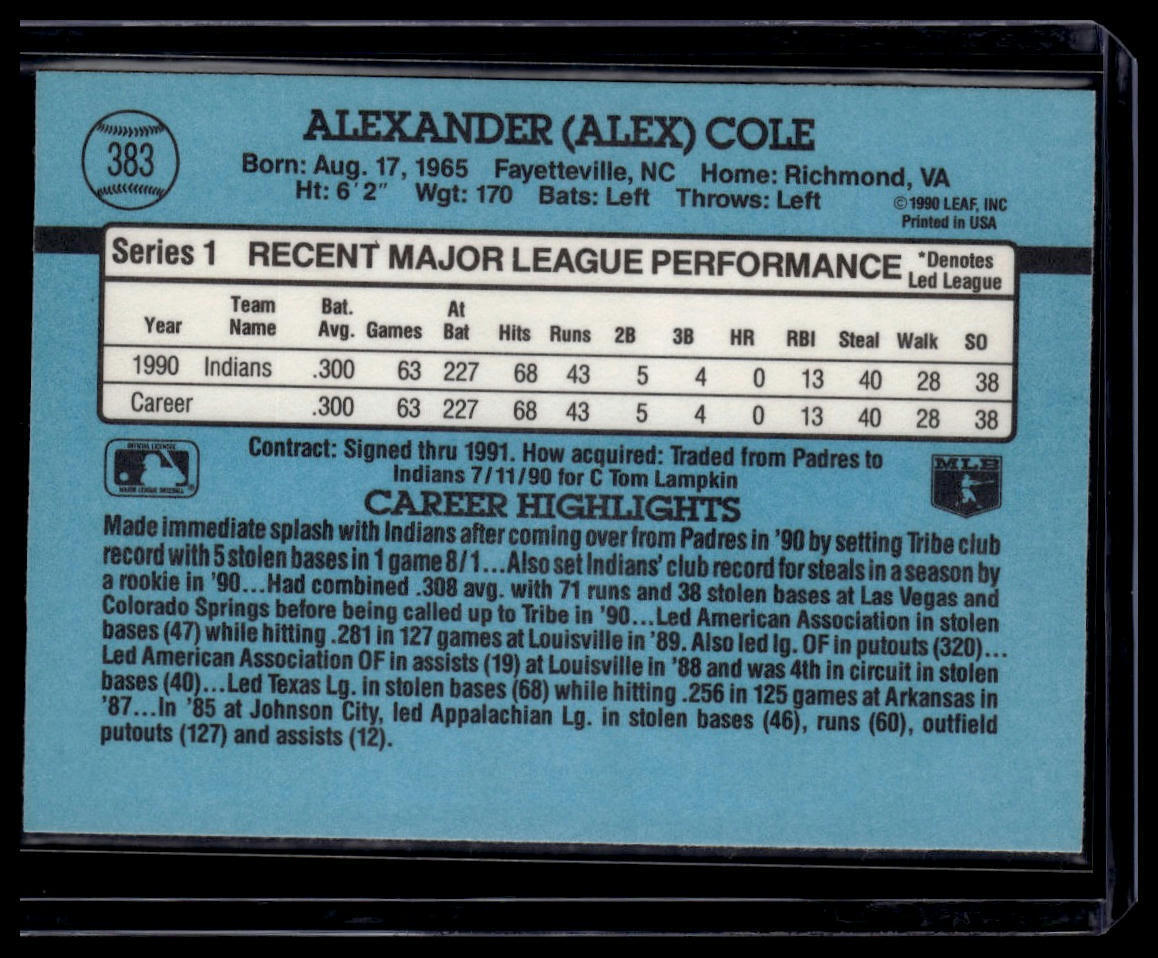 383
ALEXANDER (ALEX) COLE
Born: Aug. 17, 1965 Fayetteville, NC Home: Richmond, VA
Ht: 6'2" Wgt: 170 Bats: Left Throws: Left
©1990 LEAF, INC
Printed in USA
Series 1 RECENT MAJOR LEAGUE PERFORMANCE *Denotes Led League
Year Team Name Bat. Avg. Games At Bat Hits Runs 2B 3B HR RBI Steal Walk SO
1990 Indians .300 63 227 68 43 5 4 0 13 40 28 38
Career .300 63 227 68 43 5 4 0 13 40 28 38
OFFICIAL LICENSEE
MAJOR LEAGUE BASEBALL
Contract: Signed thru 1991. How acquired: Traded from Padres to
Indians 7/11/90 for C Tom Lampkin
MLB
CAREER HIGHLIGHTS
Made immediate splash with Indians after coming over from Padres in '90 by setting Tribe club
record with 5 stolen bases in 1 game 8/1...Also set Indians' club record for steals in a season by
a rookie in '90...Had combined .308 avg. with 71 runs and 38 stolen bases at Las Vegas and
Colorado Springs before being called up to Tribe in '90...Led American Association in stolen
bases (47) while hitting .281 in 127 games at Louisville in '89. Also led lg. OF in putouts (320)...
Led American Association OF in assists (19) at Louisville in '88 and was 4th in circuit in stolen
bases (40)...Led Texas Lg. in stolen bases (68) while hitting .256 in 125 games at Arkansas in
'87...In '85 at Johnson City, led Appalachian Lg. in stolen bases (46), runs (60), outfield
putouts (127) and assists (12).